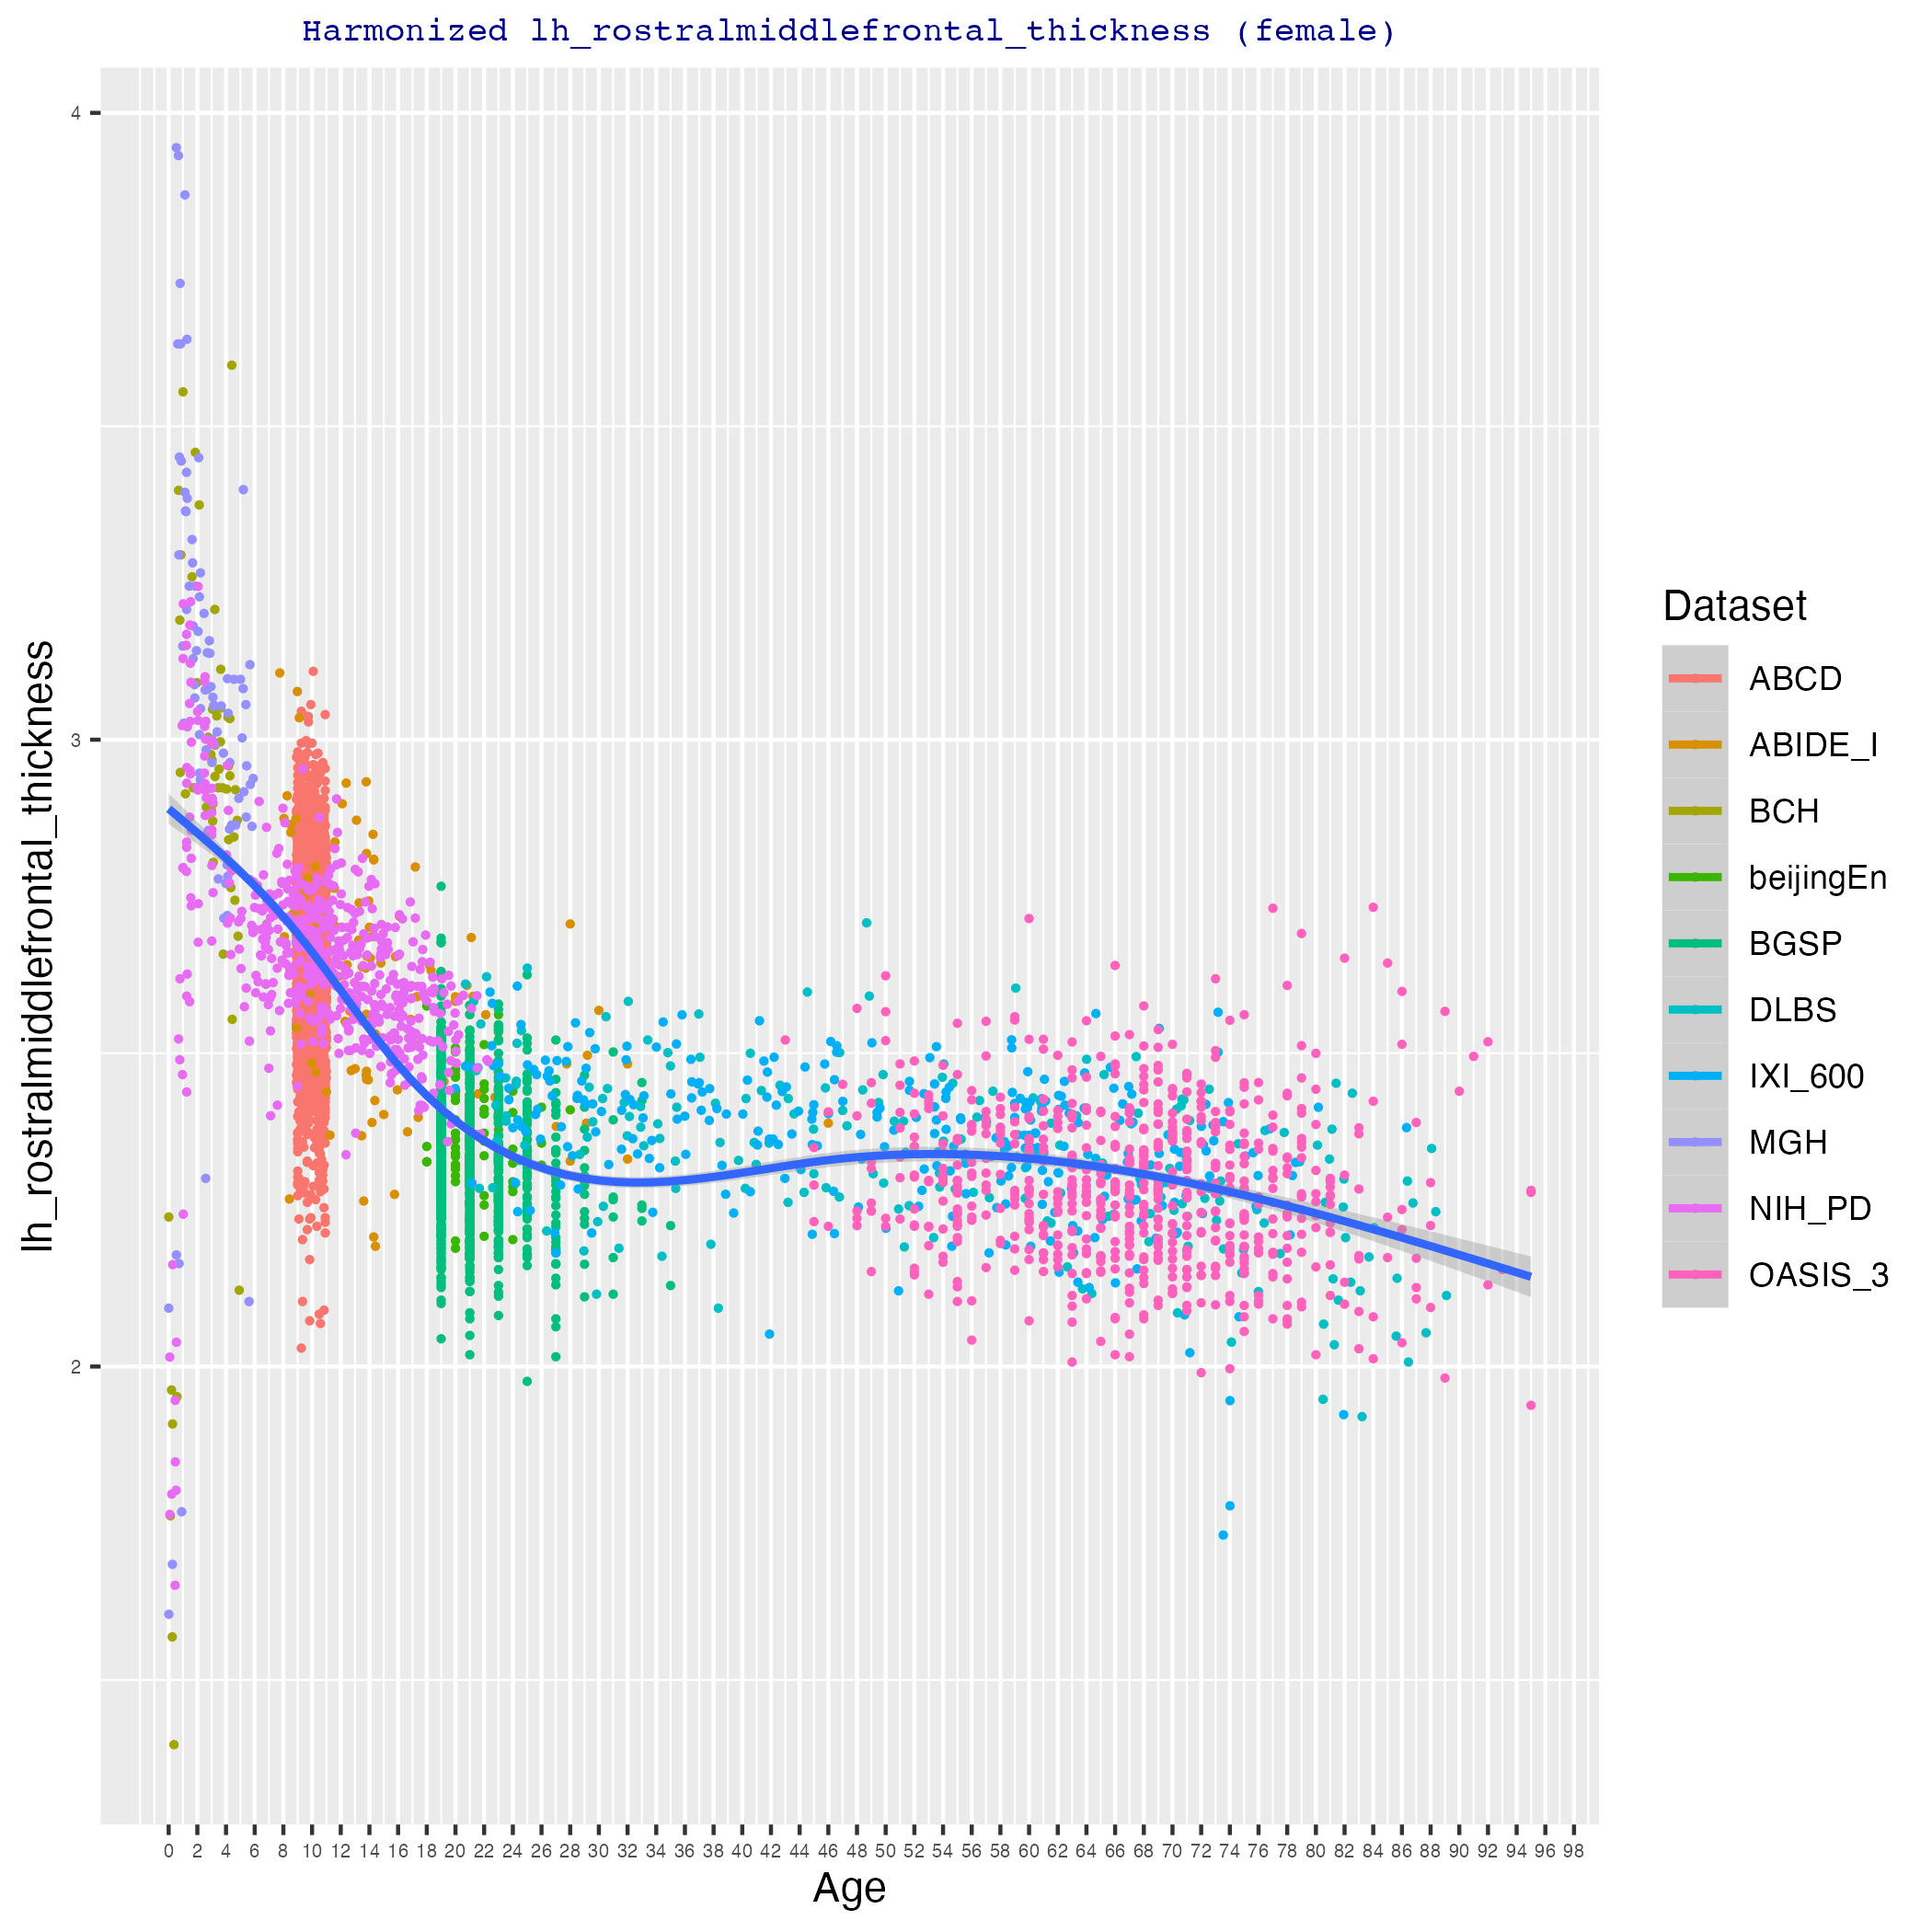 Harmonized lh_rostralmiddlefrontal_thickness (female)
lh_rostralmiddlefrontal_thickness
4
3
2
0 2 4 6 8 10 12 14 16 18 20 22 24 26 28 30 32 34 36 38 40 42 44 46 48 50 52 54 56 58 60 62 64 66 68 70 72 74 76 78 80 82 84 86 88 90 92 94 96 98
Age
Dataset
ABCD
ABIDE_I
BCH
beijingEn
BGSP
DLBS
IXI_600
MGH
NIH_PD
OASIS_3